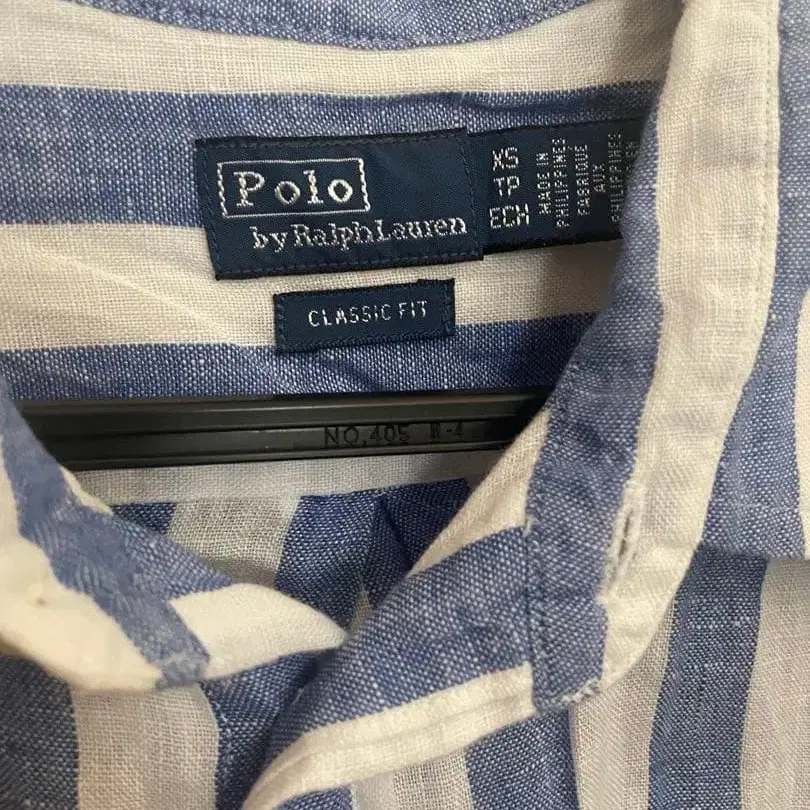 Polo
by Ralph Lauren
XS
TP
ECH
MADE IN
PHILIPPINES
FABRIQUE
AUX
PHILIPPINES
CLASSIC FIT
NO.405